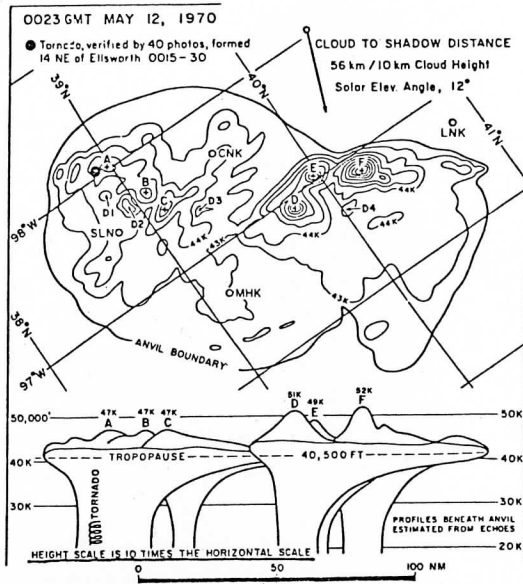 0023 GMT MAY 12, 1970
Tornado, verified by 40 photos, formed
14 NE of Ellsworth 0015-30
CLOUD TO SHADOW DISTANCE
56 km/10 km Cloud Height
Solar Elev. Angle, 12°
39°N
40°N
41°N
LNK
CNK
A
B
C
D1
D2
D3
SLNO
E
F
D
D4
44K
44K
44K
44K
43K
43K
98°W
MHK
38°N
97°W
ANVIL BOUNDARY
51K
D
49K
E
52K
F
47K
A
47K
B
47K
C
50,000'
50K
40K
TROPOPAUSE
40,500 FT
40K
30K
TORNADO
30K
PROFILES BENEATH ANVIL
ESTIMATED FROM ECHOES
20K
HEIGHT SCALE IS 10 TIMES THE HORIZONTAL SCALE
0
50
100 NM